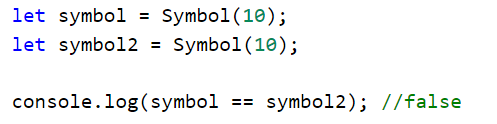 let symbol = Symbol(10);
let symbol2 = Symbol(10);
console.log(symbol == symbol2); //false